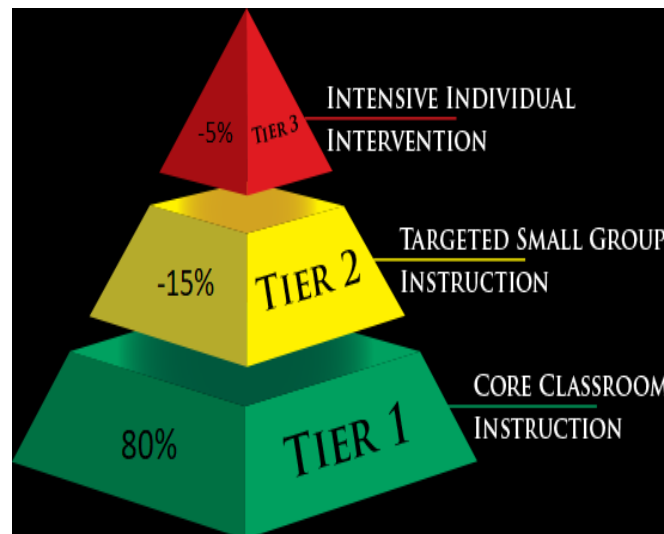 -5%
TIER 3
INTENSIVE INDIVIDUAL
INTERVENTION
-15%
TIER 2
TARGETED SMALL GROUP
INSTRUCTION
80%
TIER 1
CORE CLASSROOM
INSTRUCTION